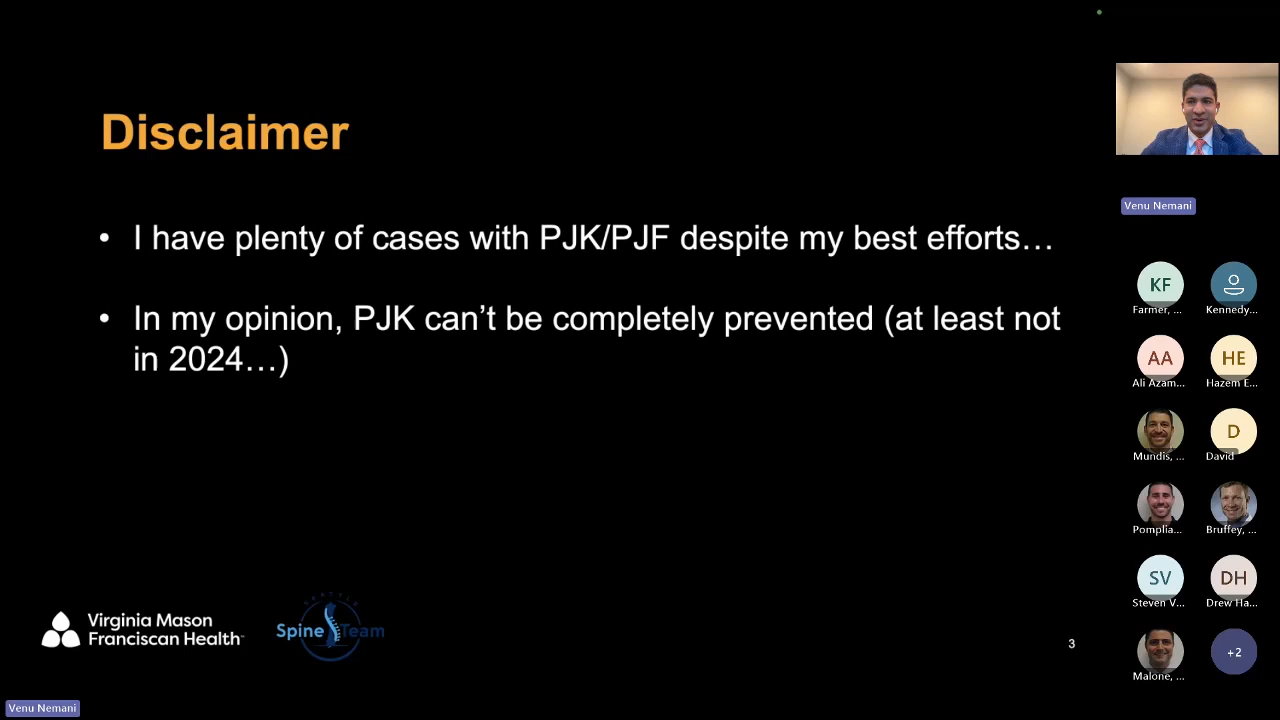 Disclaimer
• I have plenty of cases with PJK/PJF despite my best efforts…
• In my opinion, PJK can’t be completely prevented (at least not
in 2024…)
Virginia Mason
Franciscan Health
SEATTLE
Spine Team
3
Venu Nemani
Venu Nemani
KF
Farmer, ...
Kennedy...
AA
Ali Azam...
HE
Hazem E...
Mundis, ...
D
David
Pomplia...
Bruffey, ...
SV
Steven V...
DH
Drew Ha...
Malone, ...
+2